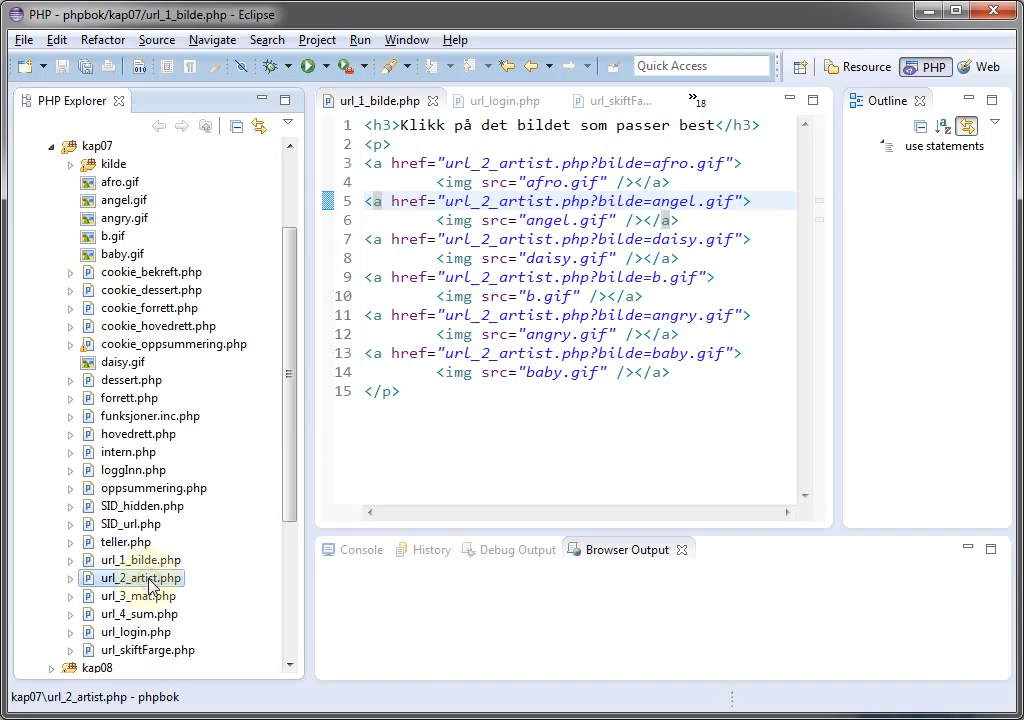 PHP - phpbok/kap07/url_1_bilde.php - Eclipse
File Edit Refactor Source Navigate Search Project Run Window Help
Quick Access Resource PHP Web
PHP Explorer
kap07
kilde
afro.gif
angel.gif
angry.gif
b.gif
baby.gif
cookie_bekreft.php
cookie_dessert.php
cookie_forrett.php
cookie_hovedrett.php
cookie_oppsummering.php
daisy.gif
dessert.php
forrett.php
funksjoner.inc.php
hovedrett.php
intern.php
loggInn.php
oppsummering.php
SID_hidden.php
SID_url.php
teller.php
url_1_bilde.php
url_2_artist.php
url_3_mat.php
url_4_sum.php
url_login.php
url_skiftFarge.php
kap08
url_1_bilde.php url_login.php url_skiftFa... »18
1 <h3>Klikk på det bildet som passer best</h3>
2 <p>
3 <a href="url_2_artist.php?bilde=afro.gif">
4 <img src="afro.gif" /></a>
5 <a href="url_2_artist.php?bilde=angel.gif">
6 <img src="angel.gif" /></a>
7 <a href="url_2_artist.php?bilde=daisy.gif">
8 <img src="daisy.gif" /></a>
9 <a href="url_2_artist.php?bilde=b.gif">
10 <img src="b.gif" /></a>
11 <a href="url_2_artist.php?bilde=angry.gif">
12 <img src="angry.gif" /></a>
13 <a href="url_2_artist.php?bilde=baby.gif">
14 <img src="baby.gif" /></a>
15 </p>
Outline
use statements
Console History Debug Output Browser Output
kap07\url_2_artist.php - phpbok